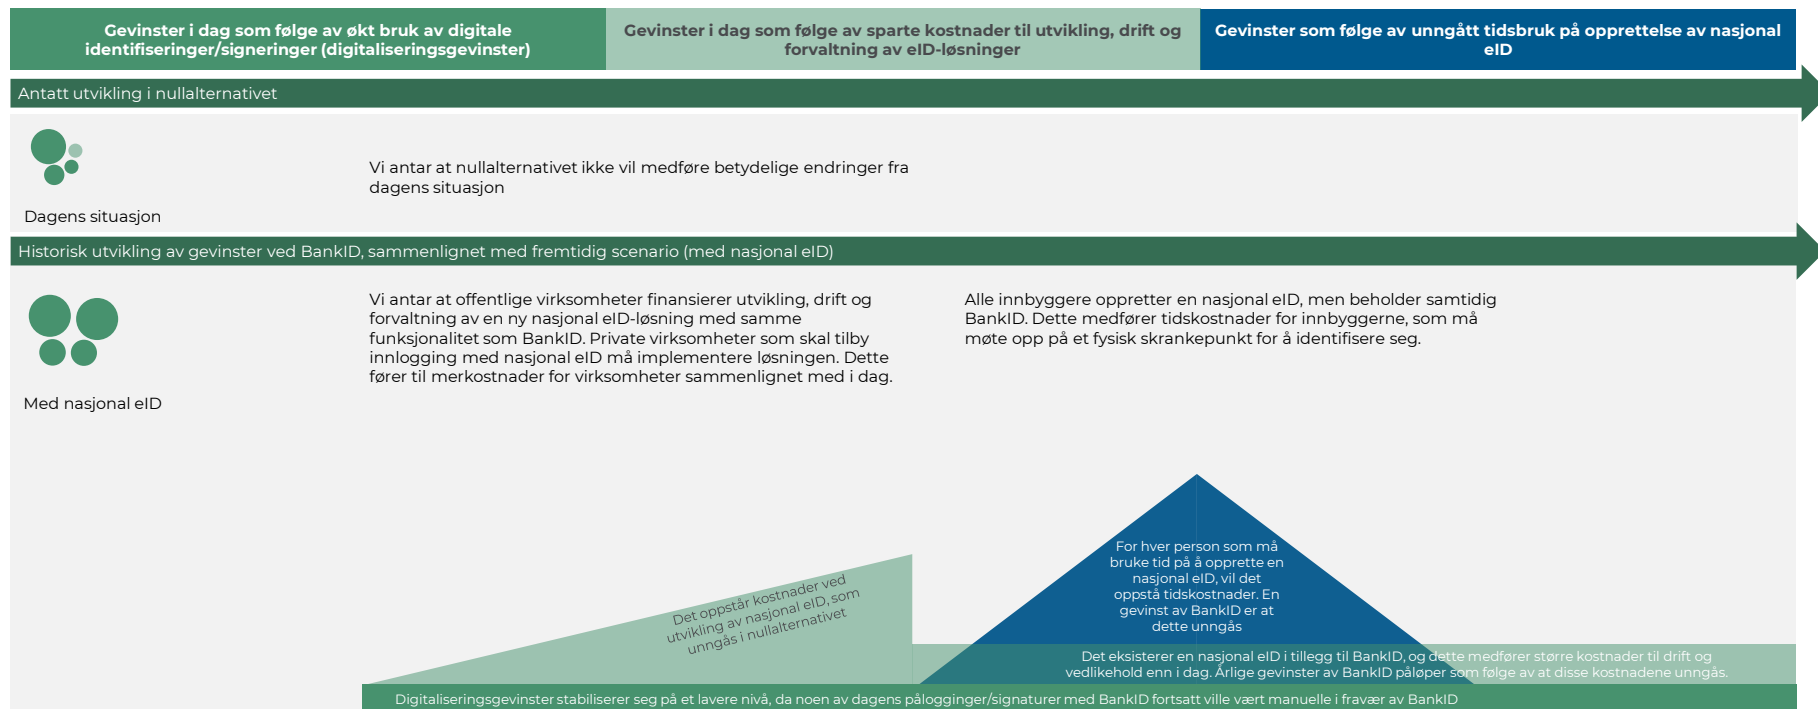 Gevinster i dag som følge av økt bruk av digitale
identifiseringer/signeringer (digitaliseringsgevinster)
Gevinster i dag som følge av sparte kostnader til utvikling, drift og
forvaltning av eID-løsninger
Gevinster som følge av unngått tidsbruk på opprettelse av nasjonal
eID
Antatt utvikling i nullalternativet
Vi antar at nullalternativet ikke vil medføre betydelige endringer fra
dagens situasjon
Dagens situasjon
Historisk utvikling av gevinster ved BankID, sammenlignet med fremtidig scenario (med nasjonal eID)
Vi antar at offentlige virksomheter finansierer utvikling, drift og
forvaltning av en ny nasjonal eID-løsning med samme
funksjonalitet som BankID. Private virksomheter som skal tilby
innlogging med nasjonal eID må implementere løsningen. Dette
fører til merkostnader for virksomheter sammenlignet med i dag.
Alle innbyggere oppretter en nasjonal eID, men beholder samtidig
BankID. Dette medfører tidskostnader for innbyggerne, som må
møte opp på et fysisk skrankepunkt for å identifisere seg.
Med nasjonal eID
Det oppstår kostnader ved
utvikling av nasjonal eID, som
unngås i nullalternativet
For hver person som må
bruke tid på å opprette en
nasjonal eID, vil det
oppstå tidskostnader. En
gevinst av BankID er at
dette unngås
Det eksisterer en nasjonal eID i tillegg til BankID, og dette medfører større kostnader til drift og
vedlikehold enn i dag. Årlige gevinster av BankID påløper som følge av at disse kostnadene unngås.
Digitaliseringsgevinster stabiliserer seg på et lavere nivå, da noen av dagens pålogginger/signaturer med BankID fortsatt ville vært manuelle i fravær av BankID